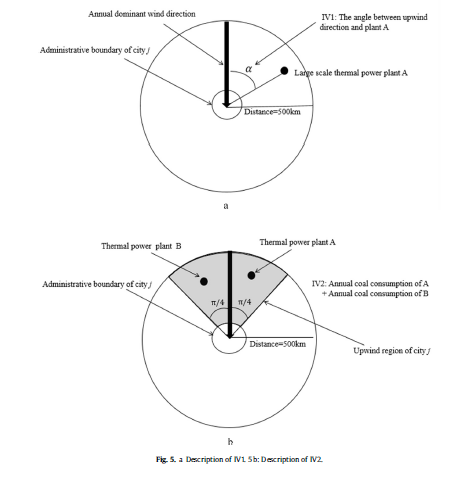 Annual dominant wind direction
IV1: The angle between upwind
direction and plant A
Administrative boundary of city j
α
Large scale thermal power plant A
Distance=500km
a
Thermal power plant B
Thermal power plant A
Administrative boundary of city j
IV2: Annual coal consumption of A
+ Annual coal consumption of B
π/4 π/4
Distance=500km
Upwind region of city j
b
Fig. 5. a Description of IV1. 5b: Description of IV2.